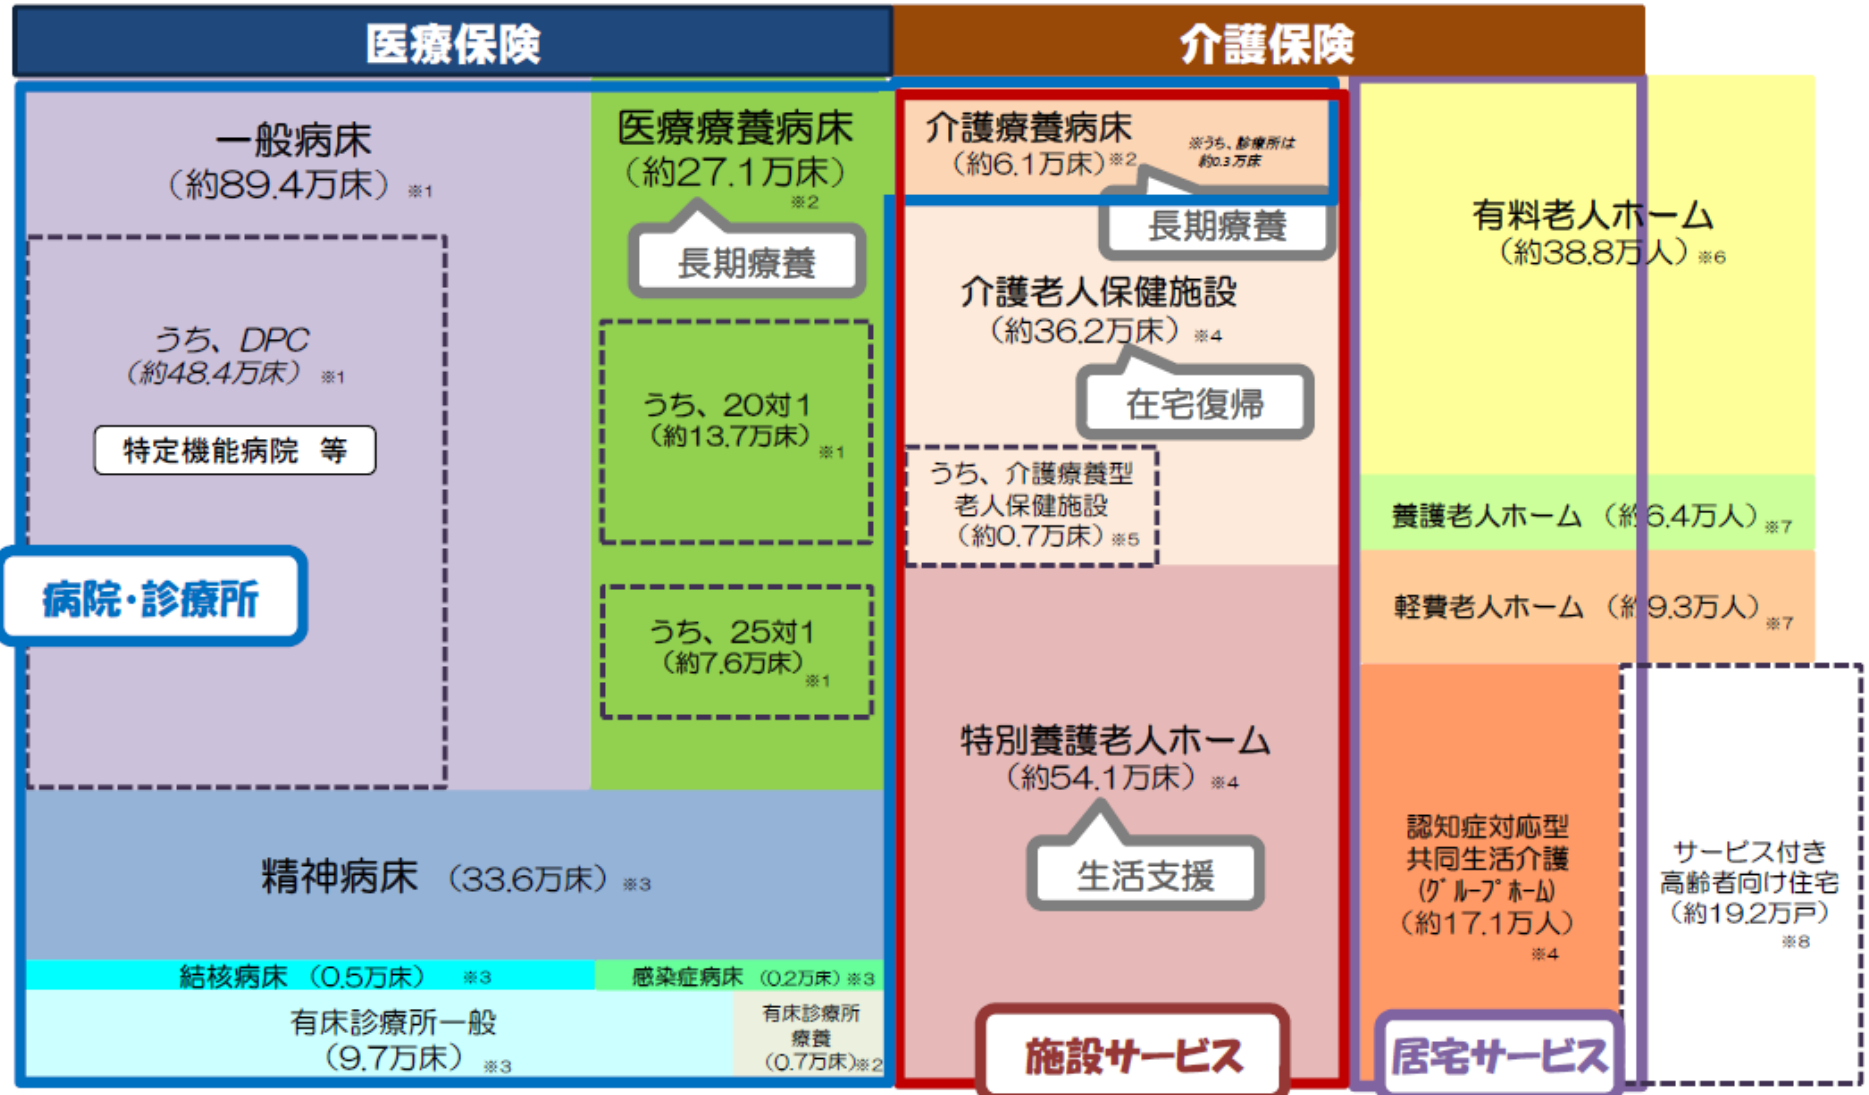 医療保険
介護保険
一般病床
（約89.4万床）※1
うち、DPC
（約48.4万床）※1
特定機能病院 等
病院・診療所
医療療養病床
（約27.1万床）
※2
長期療養
うち、20対1
（約13.7万床）
※1
うち、25対1
（約7.6万床）
※1
精神病床 （33.6万床）※3
結核病床 （0.5万床） ※3
感染症病床 （0.2万床）※3
有床診療所一般
（9.7万床）※3
有床診療所
療養
（0.7万床）※2
介護療養病床
（約6.1万床）※2
※うち、診療所は
約0.3万床
長期療養
介護老人保健施設
（約36.2万床）※4
在宅復帰
うち、介護療養型
老人保健施設
（約0.7万床）※5
特別養護老人ホーム
（約54.1万床）※4
生活支援
施設サービス
有料老人ホーム
（約38.8万人）※6
養護老人ホーム （約6.4万人）※7
軽費老人ホーム （約9.3万人）※7
認知症対応型
共同生活介護
(ｸﾞﾙｰﾌﾟﾎｰﾑ)
（約17.1万人）
※4
居宅サービス
サービス付き
高齢者向け住宅
（約19.2万戸）
※8